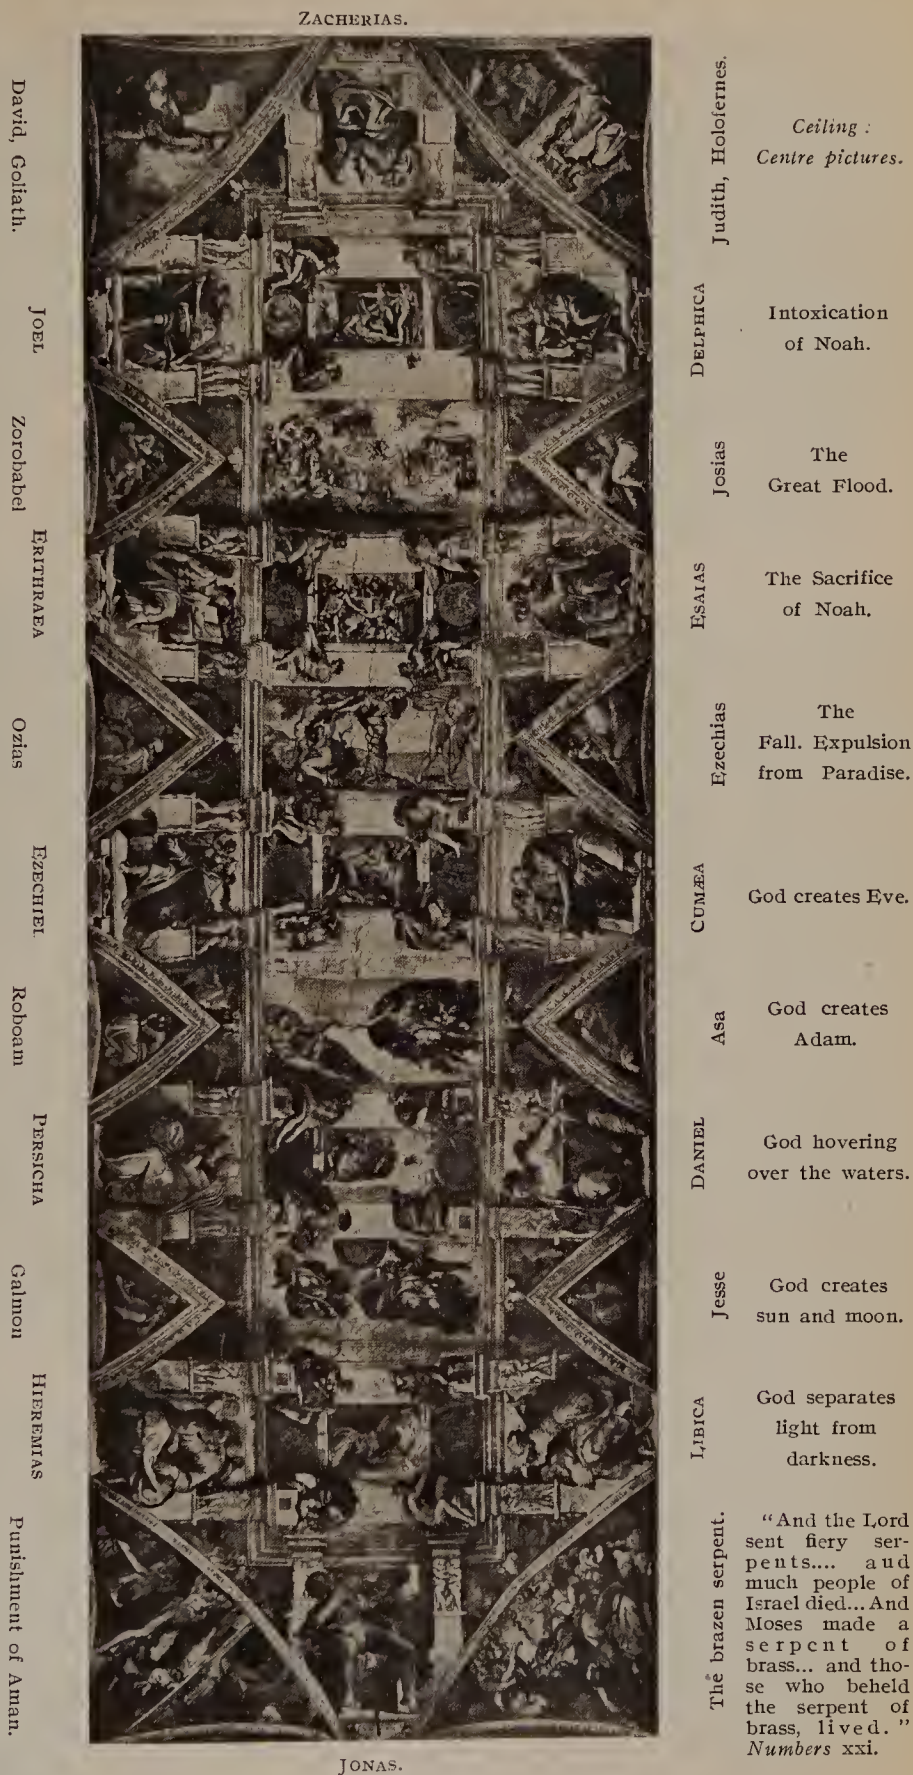 ZACHERIAS.
David, Goliath.
JOEL
Zorobabel
ERITHRAEA
Ozias
EZECHIEL
Roboam
PERSICHA
Galmon
HIEREMIAS
Punishment of Aman.
Judith, Holofernes.
DELPHICA
Josias
ESAIAS
Ezechias
CUMÆA
Asa
DANIEL
Jesse
LIBICA
The brazen serpent.
Ceiling :
Centre pictures.
Intoxication
of Noah.
The
Great Flood.
The Sacrifice
of Noah.
The
Fall. Expulsion
from Paradise.
God creates Eve.
God creates
Adam.
God hovering
over the waters.
God creates
sun and moon.
God separates
light from
darkness.
"And the Lord
sent fiery ser-
pents.... aud
much people of
Israel died... And
Moses made a
serpent of
brass... and tho-
se who beheld
the serpent of
brass, lived."
Numbers xxi.
JONAS.